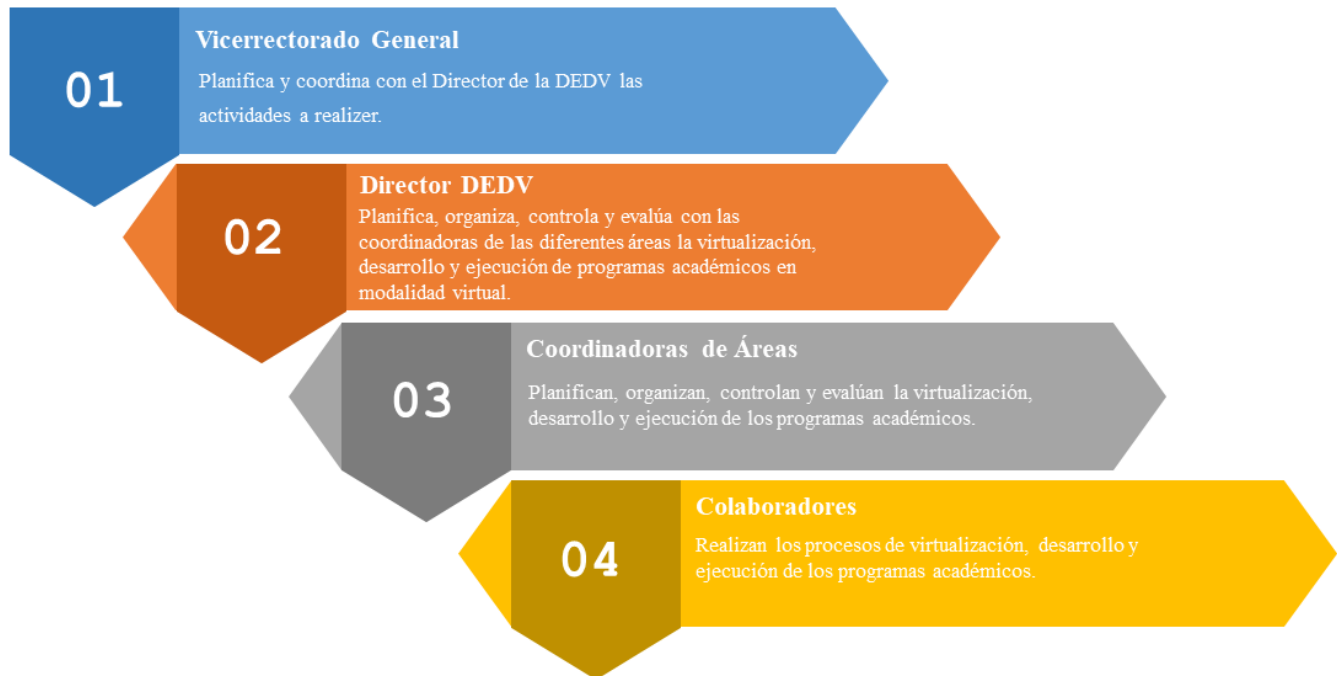 01
Vicerrectorado General
Planifica y coordina con el Director de la DEDV las
actividades a realizer.
02
Director DEDV
Planifica, organiza, controla y evalúa con las
coordinadoras de las diferentes áreas la virtualización,
desarrollo y ejecución de programas académicos en
modalidad virtual.
03
Coordinadoras de Áreas
Planifican, organizan, controlan y evalúan la virtualización,
desarrollo y ejecución de los programas académicos.
04
Colaboradores
Realizan los procesos de virtualización, desarrollo y
ejecución de los programas académicos.